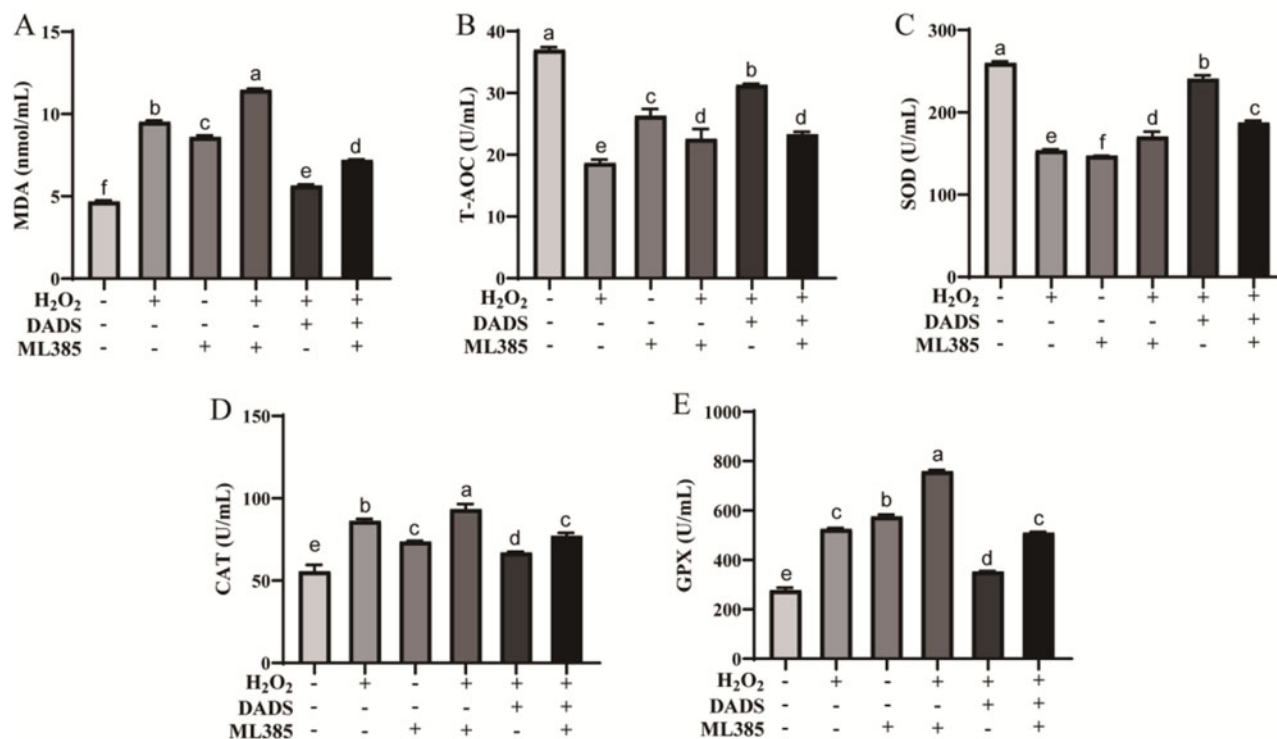 A
MDA (nmol/mL)
15
10
5
0
f
b
c
a
e
d
H₂O₂ - + - + + +
DADS - - - - + +
ML385 - - + + - +
B
T-AOC (U/mL)
40
30
20
10
0
a
e
c
d
b
d
H₂O₂ - + - + + +
DADS - - - - + +
ML385 - - + + - +
C
SOD (U/mL)
300
200
100
0
a
e
f
d
b
c
H₂O₂ - + - + + +
DADS - - - - + +
ML385 - - + + - +
D
CAT (U/mL)
150
100
50
0
e
b
c
a
d
c
H₂O₂ - + - + + +
DADS - - - - + +
ML385 - - + + - +
E
GPX (U/mL)
1000
800
600
400
200
0
e
c
b
a
d
c
H₂O₂ - + - + + +
DADS - - - - + +
ML385 - - + + - +